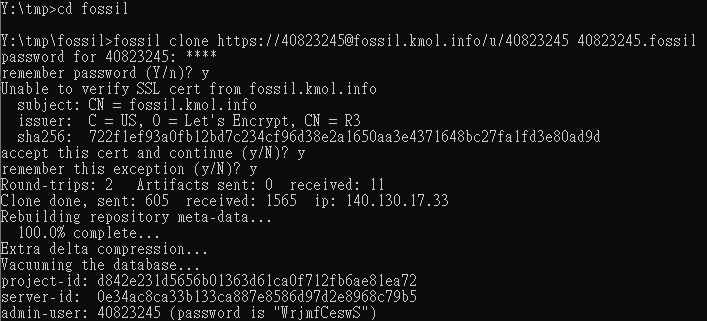 Y:\tmp>cd fossil
Y:\tmp\fossil>fossil clone https://40823245@fossil.kmol.info/u/40823245 40823245.fossil
password for 40823245: ****
remember password (Y/n)? y
Unable to verify SSL cert from fossil.kmol.info
  subject: CN = fossil.kmol.info
  issuer:  C = US, O = Let's Encrypt, CN = R3
  sha256:  722f1ef93a0fb12bd7c234cf96d38e2a1650aa3e4371648bc27fa1fd3e80ad9d
accept this cert and continue (y/N)? y
remember this exception (y/N)? y
Round-trips: 2   Artifacts sent: 0  received: 11
Clone done, sent: 605  received: 1565  ip: 140.130.17.33
Rebuilding repository meta-data...
  100.0% complete...
Extra delta compression...
Vacuuming the database...
project-id: d842e231d5656b01363d61ca0f712fb6ae81ea72
server-id:  0e34ac8ca33b133ca887e8586d97d2e8968c79b5
admin-user: 40823245 (password is "WrjmfCeswS")